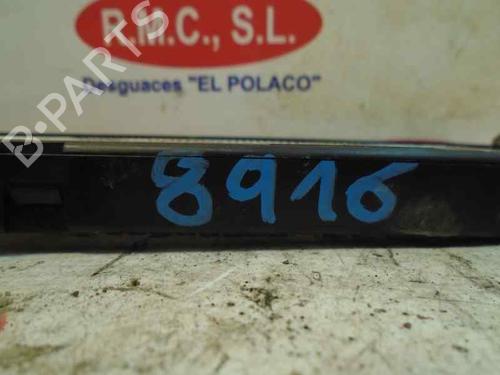 R.M.C., S.L.
Desguaces "EL POLACO"
B-PARTS
8916